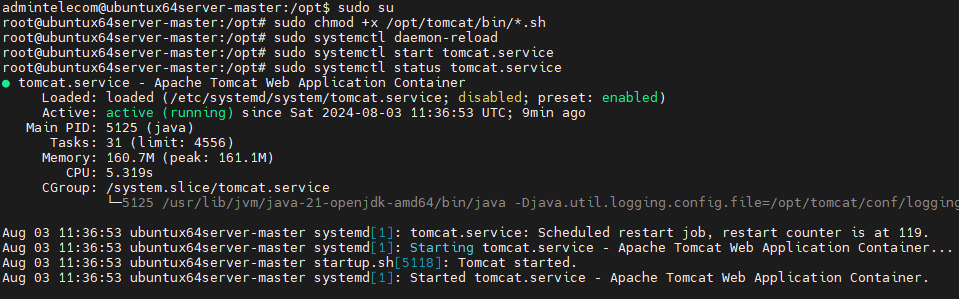 admintelecom@ubuntux64server-master:/opt$ sudo su
root@ubuntux64server-master:/opt# sudo chmod +x /opt/tomcat/bin/*.sh
root@ubuntux64server-master:/opt# sudo systemctl daemon-reload
root@ubuntux64server-master:/opt# sudo systemctl start tomcat.service
root@ubuntux64server-master:/opt# sudo systemctl status tomcat.service
● tomcat.service - Apache Tomcat Web Application Container
     Loaded: loaded (/etc/systemd/system/tomcat.service; disabled; preset: enabled)
     Active: active (running) since Sat 2024-08-03 11:36:53 UTC; 9min ago
   Main PID: 5125 (java)
      Tasks: 31 (limit: 4556)
     Memory: 160.7M (peak: 161.1M)
        CPU: 5.319s
     CGroup: /system.slice/tomcat.service
             └─5125 /usr/lib/jvm/java-21-openjdk-amd64/bin/java -Djava.util.logging.config.file=/opt/tomcat/conf/logging

Aug 03 11:36:53 ubuntux64server-master systemd[1]: tomcat.service: Scheduled restart job, restart counter is at 119.
Aug 03 11:36:53 ubuntux64server-master systemd[1]: Starting tomcat.service - Apache Tomcat Web Application Container...
Aug 03 11:36:53 ubuntux64server-master startup.sh[5118]: Tomcat started.
Aug 03 11:36:53 ubuntux64server-master systemd[1]: Started tomcat.service - Apache Tomcat Web Application Container.